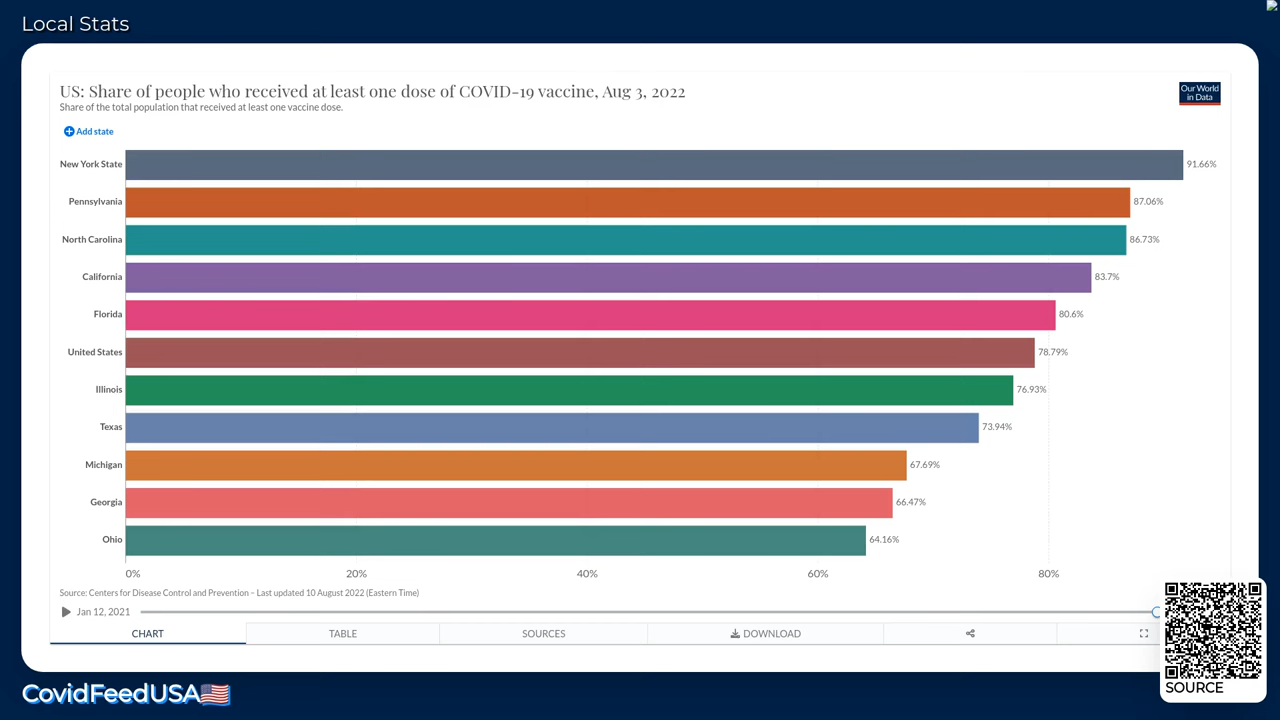 Local Stats
US: Share of people who received at least one dose of COVID-19 vaccine, Aug 3, 2022
Share of the total population that received at least one vaccine dose.
Our World
in Data
Add state
New York State 91.66%
Pennsylvania 87.06%
North Carolina 86.73%
California 83.7%
Florida 80.6%
United States 78.79%
Illinois 76.93%
Texas 73.94%
Michigan 67.69%
Georgia 66.47%
Ohio 64.16%
0% 20% 40% 60% 80%
Source: Centers for Disease Control and Prevention – Last updated 10 August 2022 (Eastern Time)
Jan 12, 2021
CHART TABLE SOURCES DOWNLOAD
SOURCE
CovidFeedUSA